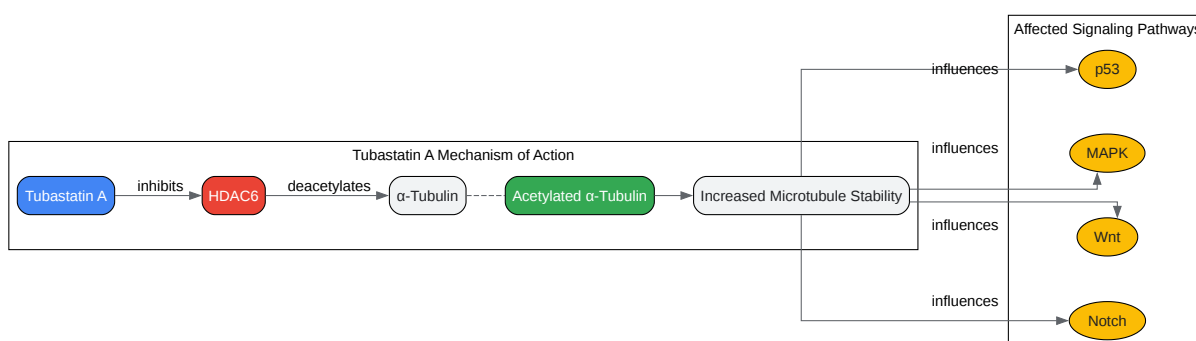 Affected Signaling Pathways
influences
p53
influences
MAPK
Tubastatin A Mechanism of Action
Tubastatin A
inhibits
HDAC6
deacetylates
α-Tubulin
Acetylated α-Tubulin
Increased Microtubule Stability
influences
Wnt
influences
Notch